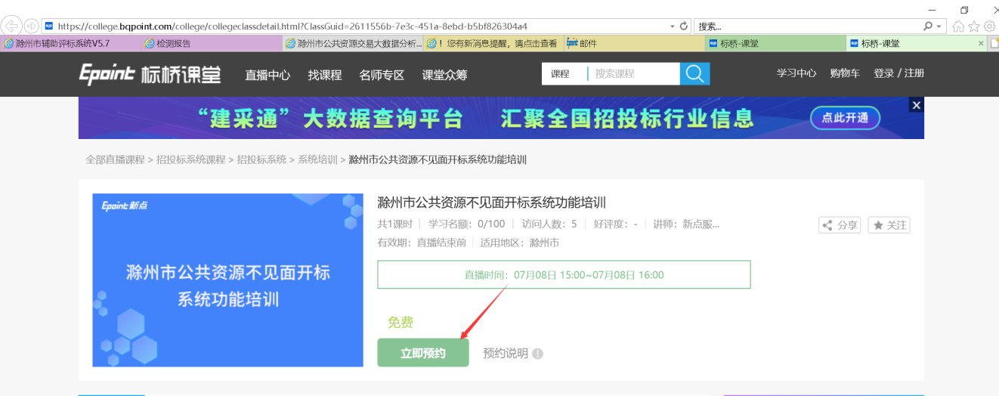 https://college.bqpoint.com/college/collegeclassdetail.html?ClassGuid=2611556b-7e3c-451a-8ebd-b5bf826304a4
搜索...
滁州市辅助评标系统V5.7
检测报告
滁州市公共资源交易大数据分析...
！您有新消息提醒，请点击查看
邮件
标桥-课堂
标桥-课堂
Epoint 标桥课堂
直播中心 找课程 名师专区 课堂众筹
课程 搜索课程
学习中心 购物车 登录 / 注册
“建采通”大数据查询平台 汇聚全国招投标行业信息 点此开通 X
全部直播课程 > 招投标系统课程 > 招投标系统 > 系统培训 > 滁州市公共资源不见面开标系统功能培训
Epoint 新点
滁州市公共资源不见面开标
系统功能培训
滁州市公共资源不见面开标系统功能培训
共1课时 学习名额：0/100 访问人数：5 好评度：- 讲师：新点服...
分享 关注
有效期：直播结束前 适用地区：滁州市
直播时间：07月08日 15:00~07月08日 16:00
免费
立即预约 预约说明